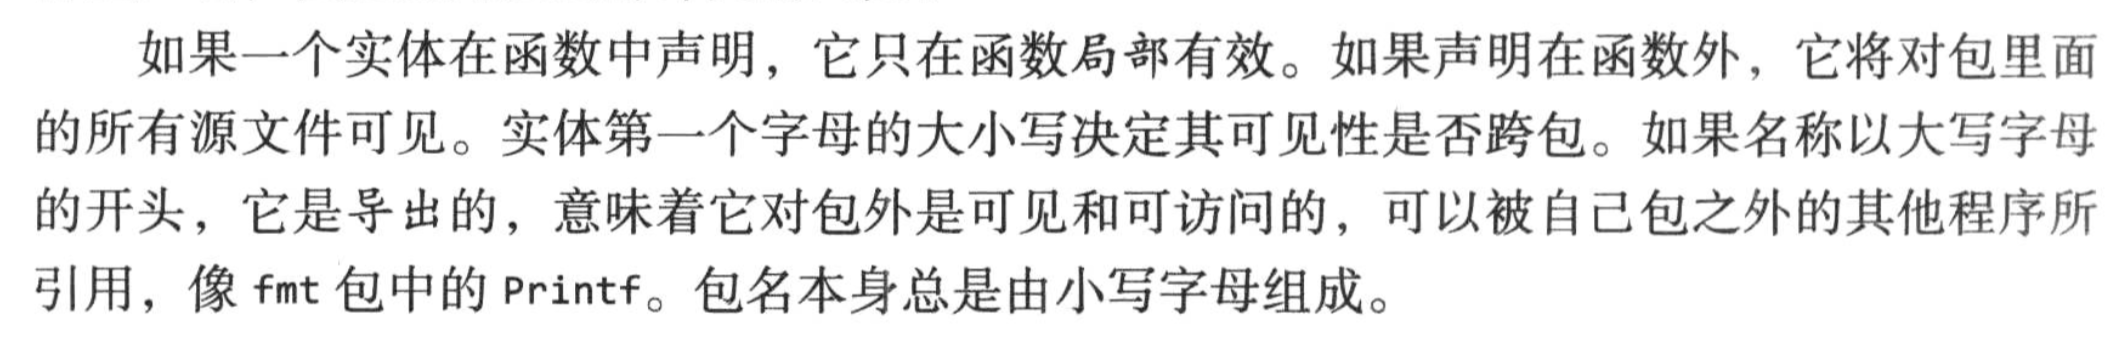 如果一个实体在函数中声明，它只在函数局部有效。如果声明在函数外，它将对包里面
的所有源文件可见。实体第一个字母的大小写决定其可见性是否跨包。如果名称以大写字母
的开头，它是导出的，意味着它对包外是可见和可访问的，可以被自己包之外的其他程序所
引用，像 fmt 包中的 Printf。包名本身总是由小写字母组成。